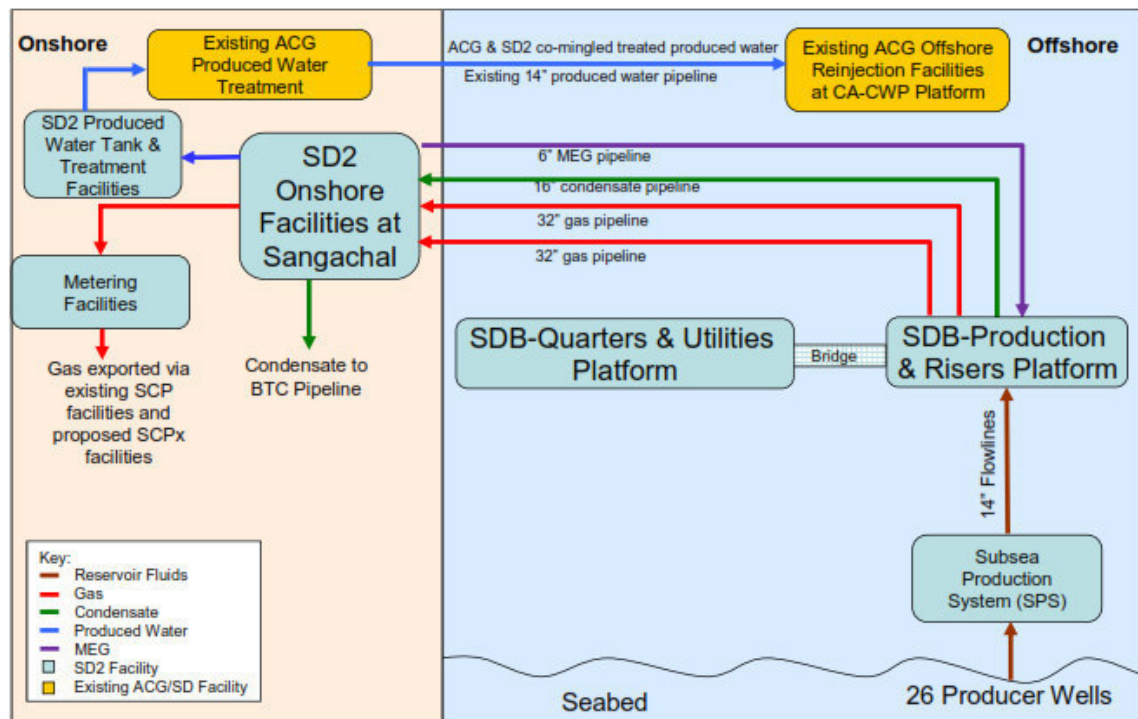 Onshore
Existing ACG
Produced Water
Treatment
ACG & SD2 co-mingled treated produced water
Existing 14” produced water pipeline
Existing ACG Offshore
Reinjection Facilities
at CA-CWP Platform
Offshore
SD2 Produced
Water Tank &
Treatment
Facilities
SD2
Onshore
Facilities at
Sangachal
6” MEG pipeline
16” condensate pipeline
32” gas pipeline
32” gas pipeline
Metering
Facilities
SDB-Quarters & Utilities
Platform
Bridge
SDB-Production
& Risers Platform
Gas exported via
existing SCP
facilities and
proposed SCPx
facilities
Condensate to
BTC Pipeline
14” Flowlines
Subsea
Production
System (SPS)
Key:
Reservoir Fluids
Gas
Condensate
Produced Water
MEG
SD2 Facility
Existing ACG/SD Facility
Seabed
26 Producer Wells